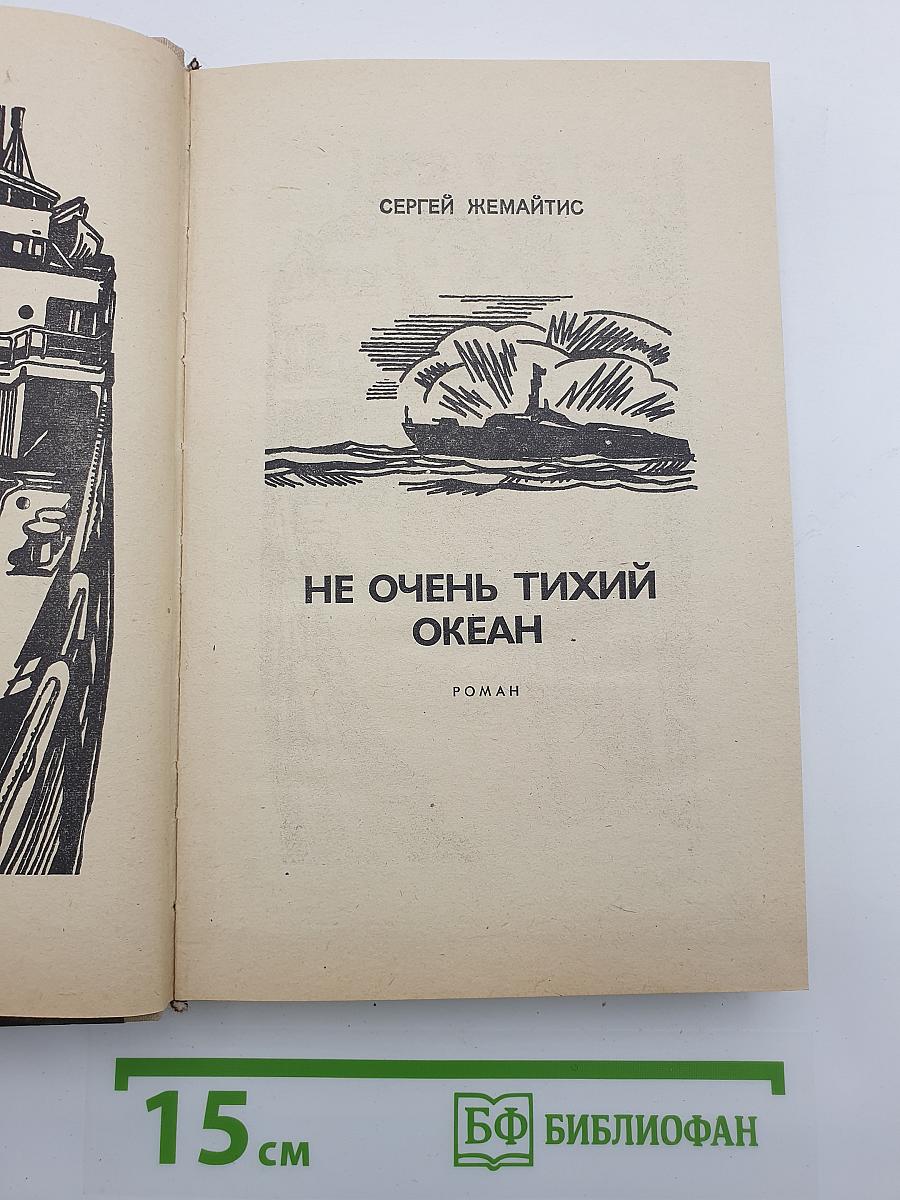 СЕРГЕЙ ЖЕМАЙТИС
НЕ ОЧЕНЬ ТИХИЙ
ОКЕАН
РОМАН
15 см
БФ БИБЛИОФАН